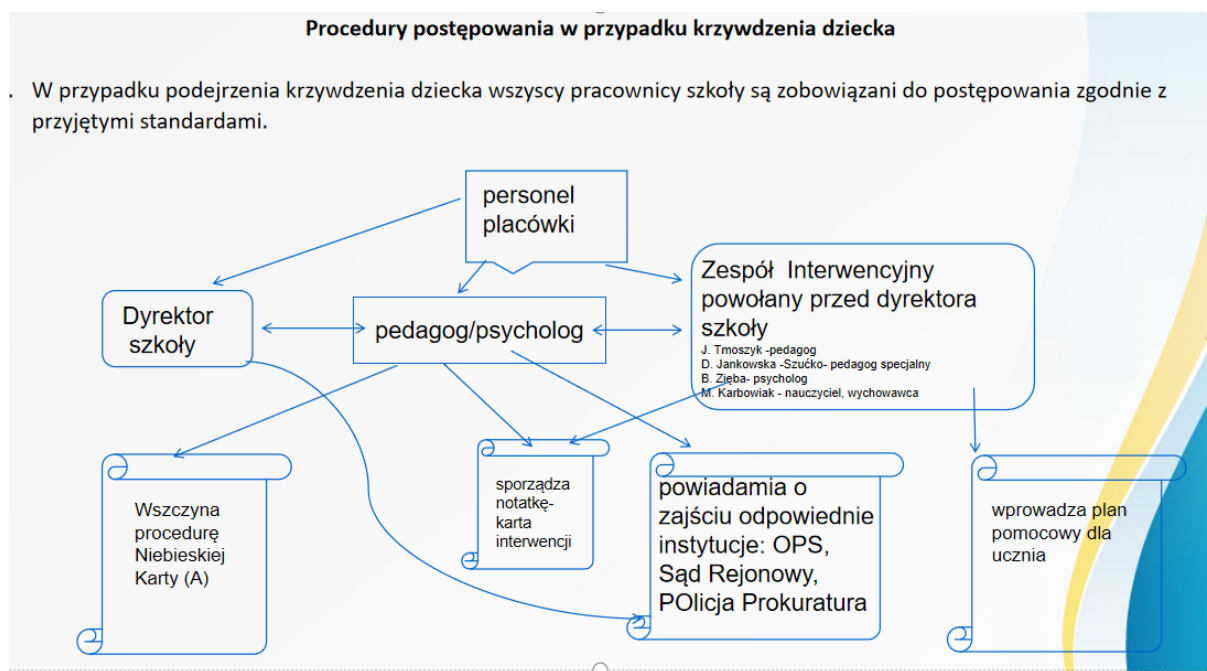 Procedury postępowania w przypadku krzywdzenia dziecka
. W przypadku podejrzenia krzywdzenia dziecka wszyscy pracownicy szkoły są zobowiązani do postępowania zgodnie z
przyjętymi standardami.
personel
placówki
Dyrektor
szkoły
pedagog/psycholog
Zespół Interwencyjny
powołany przed dyrektora
szkoły
J. Tmoszyk -pedagog
D. Jankowska -Szućko- pedagog specjalny
B. Zięba- psycholog
M. Karbowiak - nauczyciel, wychowawca
Wszczyna
procedurę
Niebieskiej
Karty (A)
sporządza
notatkę-
karta
interwencji
powiadamia o
zajściu odpowiednie
instytucje: OPS,
Sąd Rejonowy,
POlicja Prokuratura
wprowadza plan
pomocowy dla
ucznia